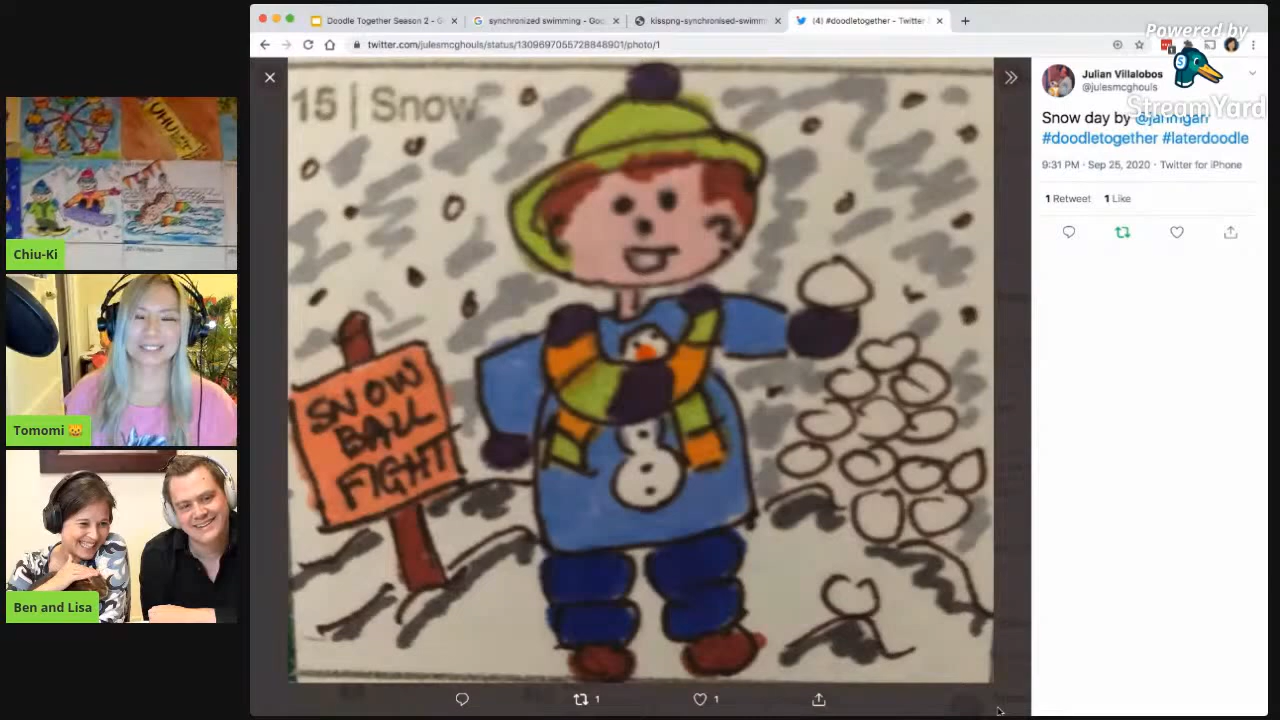 Doodle Together Season 2 - G
synchronized swimming - Goo
kisspng-synchronised-swimm
(4) #doodletogether - Twitter
twitter.com/julesmcghouls/status/1309697055728848901/photo/1
Powered by
StreamYard
15 | Snow
SNOW
BALL
FIGHT
Julian Villalobos
@julesmcghouls
Snow day by
#doodletogether #laterdoodle
9:31 PM · Sep 25, 2020 · Twitter for iPhone
1 Retweet 1 Like
Chiu-Ki
Tomomi
Ben and Lisa
1
1